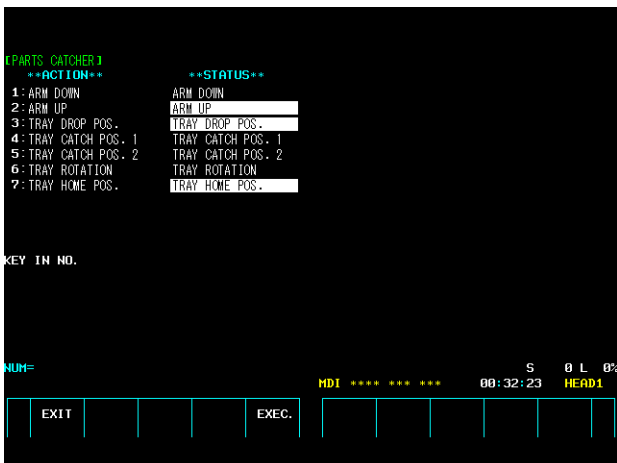 [PARTS CATCHER]
**ACTION** **STATUS**
1:ARM DOWN ARM DOWN
2:ARM UP ARM UP
3:TRAY DROP POS. TRAY DROP POS.
4:TRAY CATCH POS. 1 TRAY CATCH POS. 1
5:TRAY CATCH POS. 2 TRAY CATCH POS. 2
6:TRAY ROTATION TRAY ROTATION
7:TRAY HOME POS. TRAY HOME POS.
KEY IN NO.
NUM=
S 0 L 0%
MDI **** *** *** 00:32:23 HEAD1
EXIT EXEC.